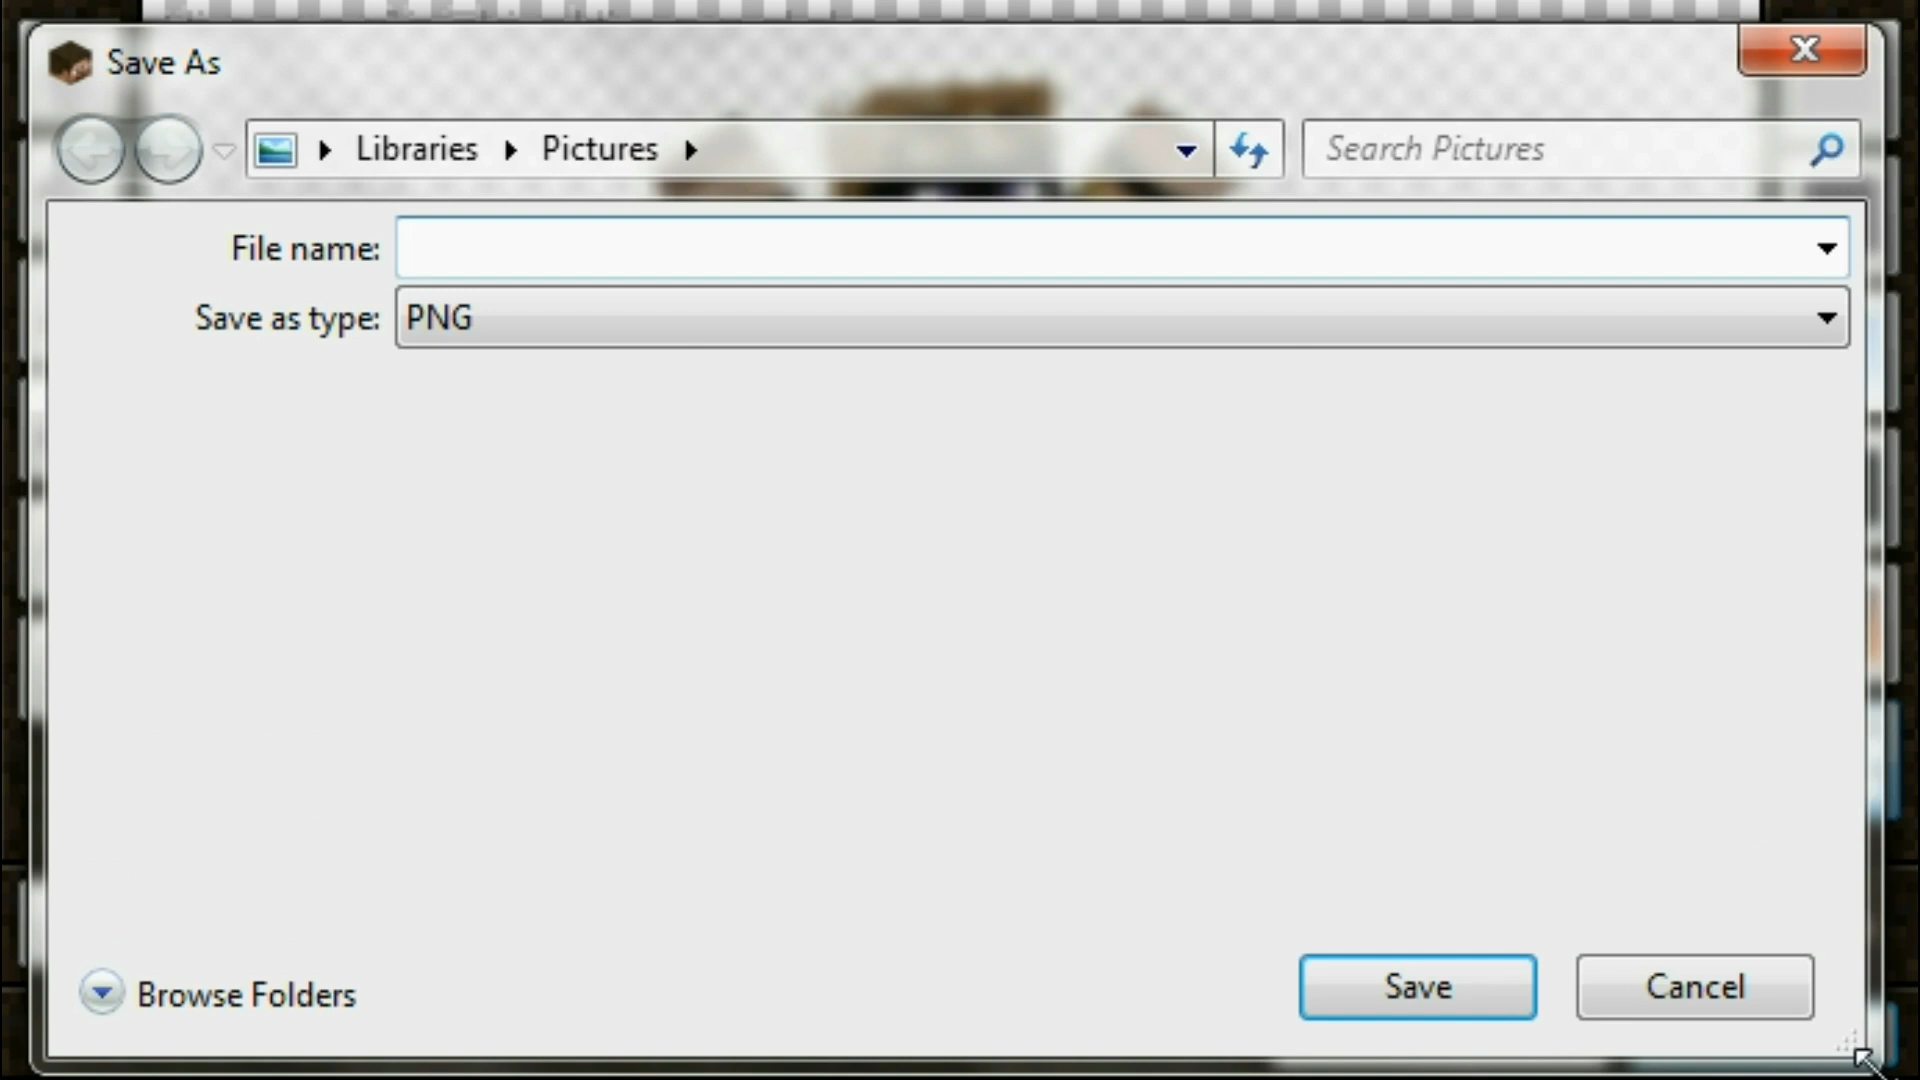 Save As
Libraries Pictures
Search Pictures
File name:
Save as type: PNG
Browse Folders
Save
Cancel